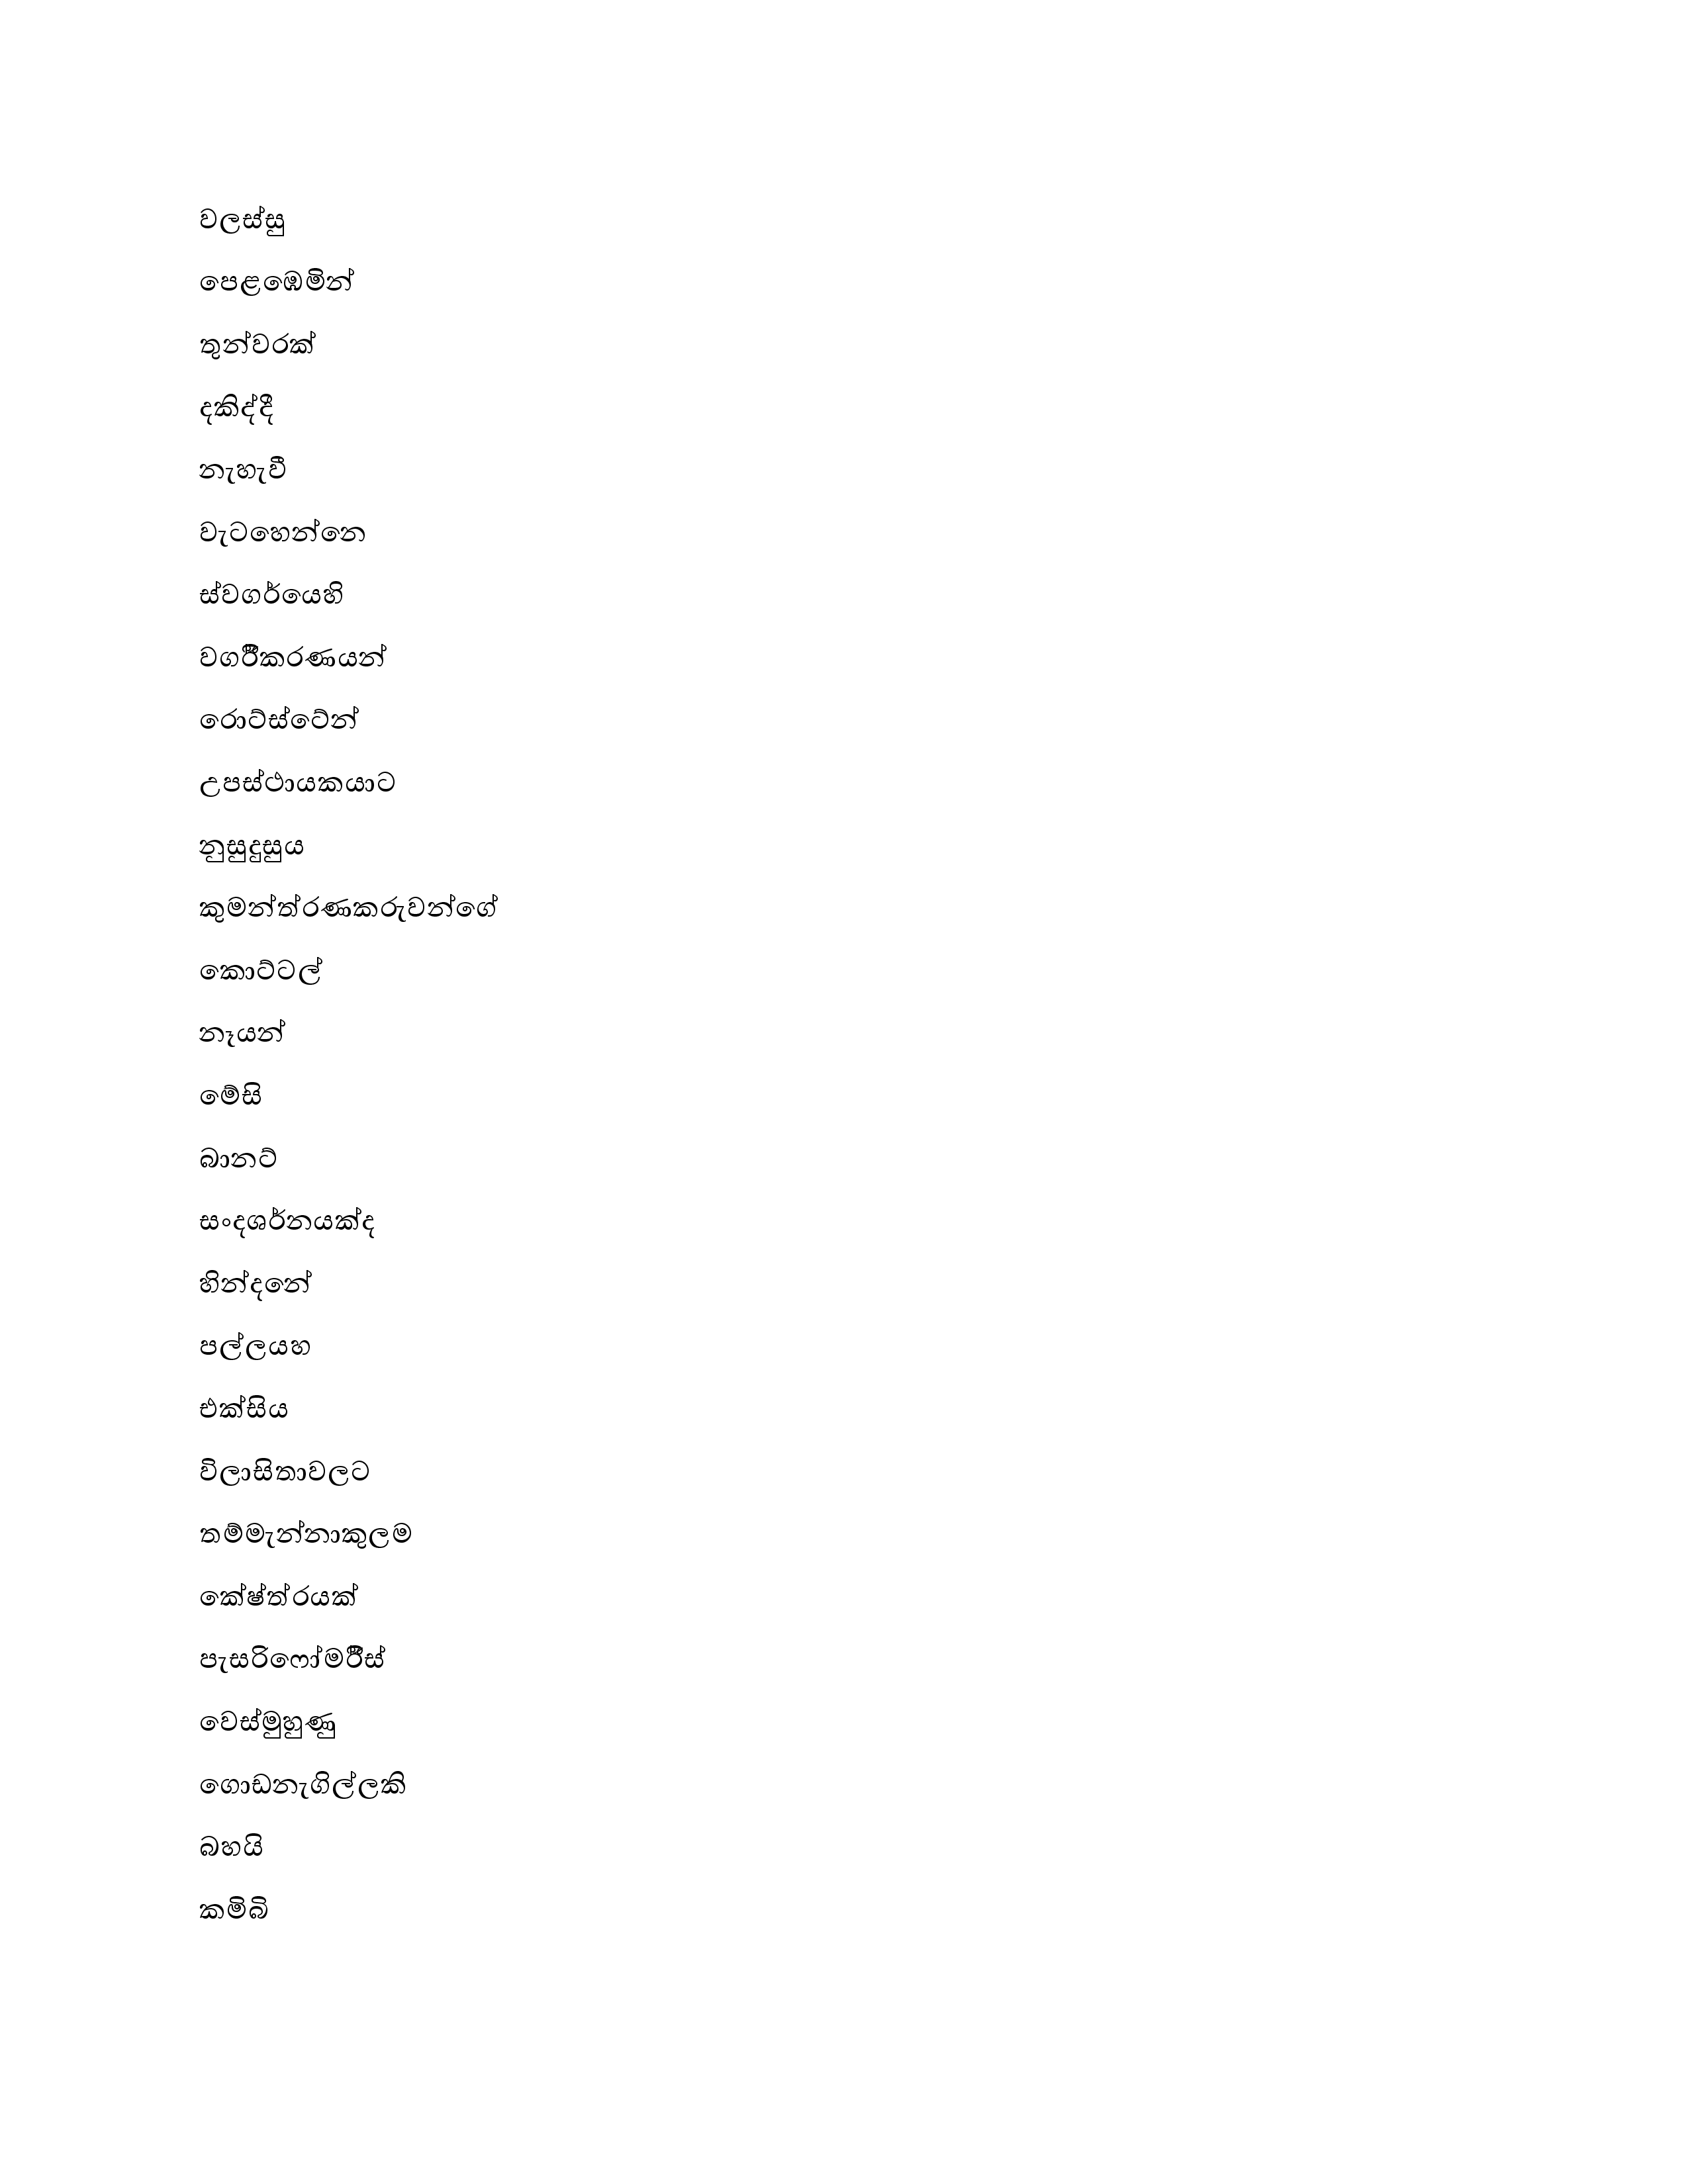 වලස්සු
පෙළඹෙමින්
තුන්වරක්
දකිද්දී
නැහැවී
වැටහෙන්නෙ
ස්වගර්යෙහි
වගරීිකරණයන්
රොට්ස්ටේන්
උපස්ථායකයාට
නුසුදුසුය
කුමන්ත්රණකරුවන්ගේ
කොට්ටල්
නෑයන්
මේසි
බානට්
සංදශර්නයක්ද
හින්දනේ
පල්ලයහ
එක්සිය
විලාසිතාවලට
තම්මැන්නාකුලම
කේෂ්ත්රයක්
පැසරිෆෝමරීිස්
වෙස්මුහුණු
ගොඩනැගිල්ලකි
බහයි
කම්බි